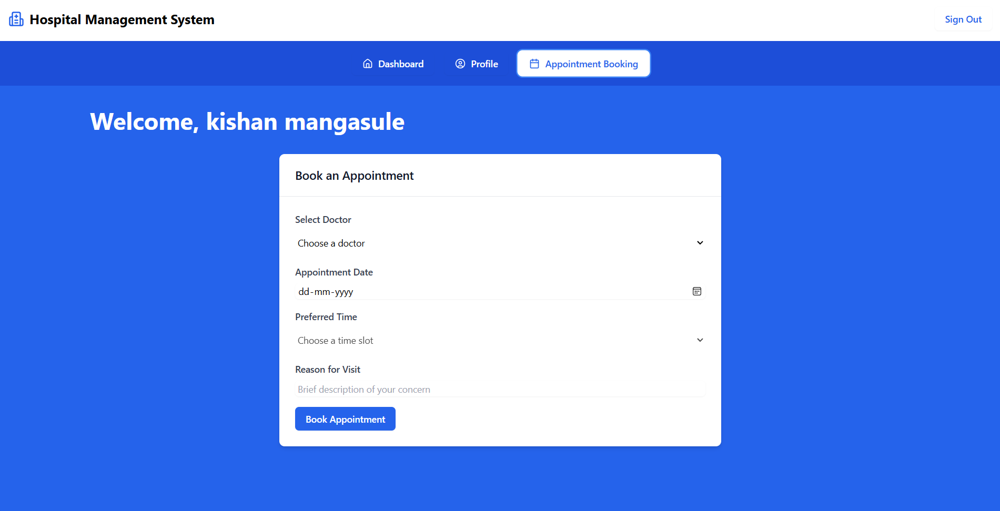 Hospital Management System
Sign Out
Dashboard
Profile
Appointment Booking
Welcome, kishan mangasule
Book an Appointment
Select Doctor
Choose a doctor
Appointment Date
dd-mm-yyyy
Preferred Time
Choose a time slot
Reason for Visit
Brief description of your concern
Book Appointment